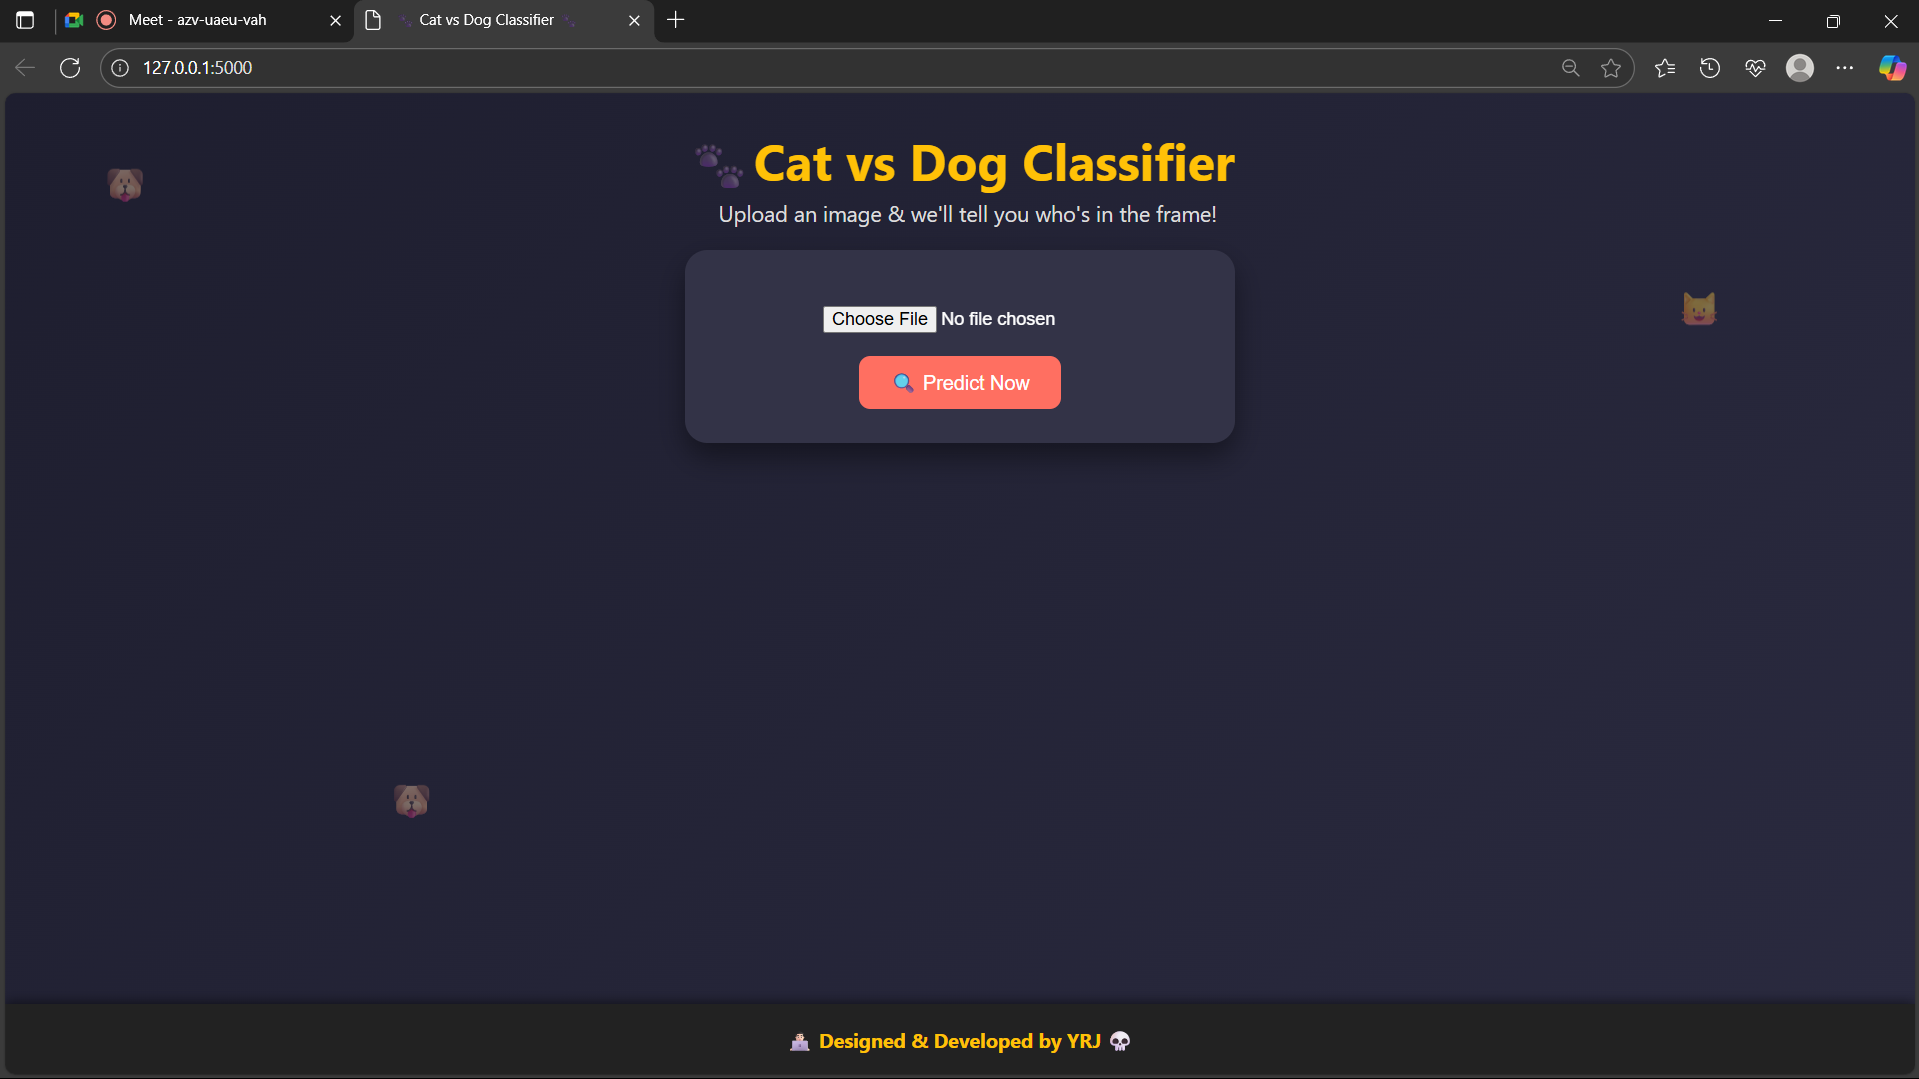 Meet - azv-uaeu-vah
🐾 Cat vs Dog Classifier 🐾
127.0.0.1:5000
🐾 Cat vs Dog Classifier
Upload an image & we'll tell you who's in the frame!
Choose File No file chosen
🔍 Predict Now
👨🏻‍💻 Designed & Developed by YRJ 💀